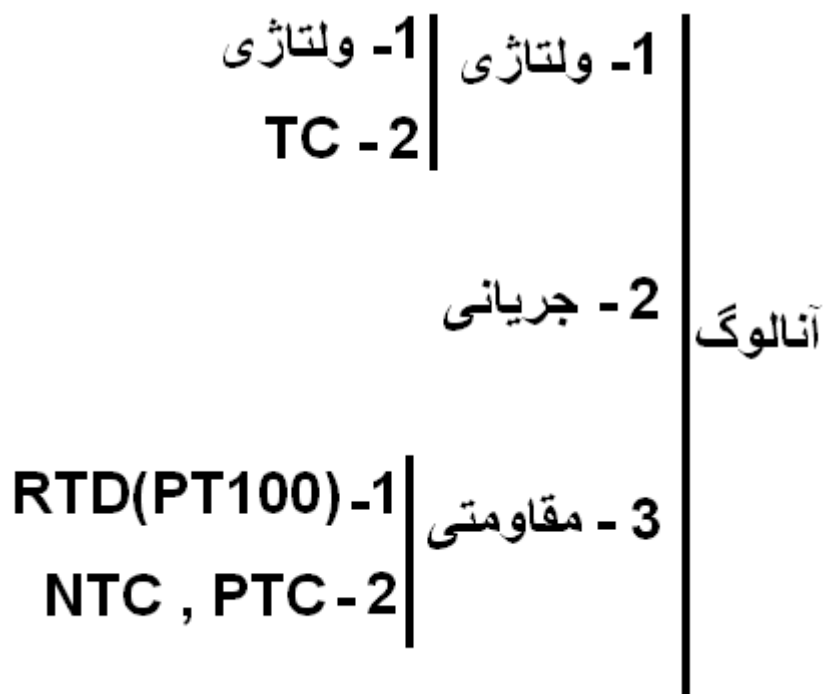 آنالوگ
1- ولتاژی
1- ولتاژی
2 - TC
2 - جریانی
3 - مقاومتی
1- RTD(PT100)
2 - NTC , PTC